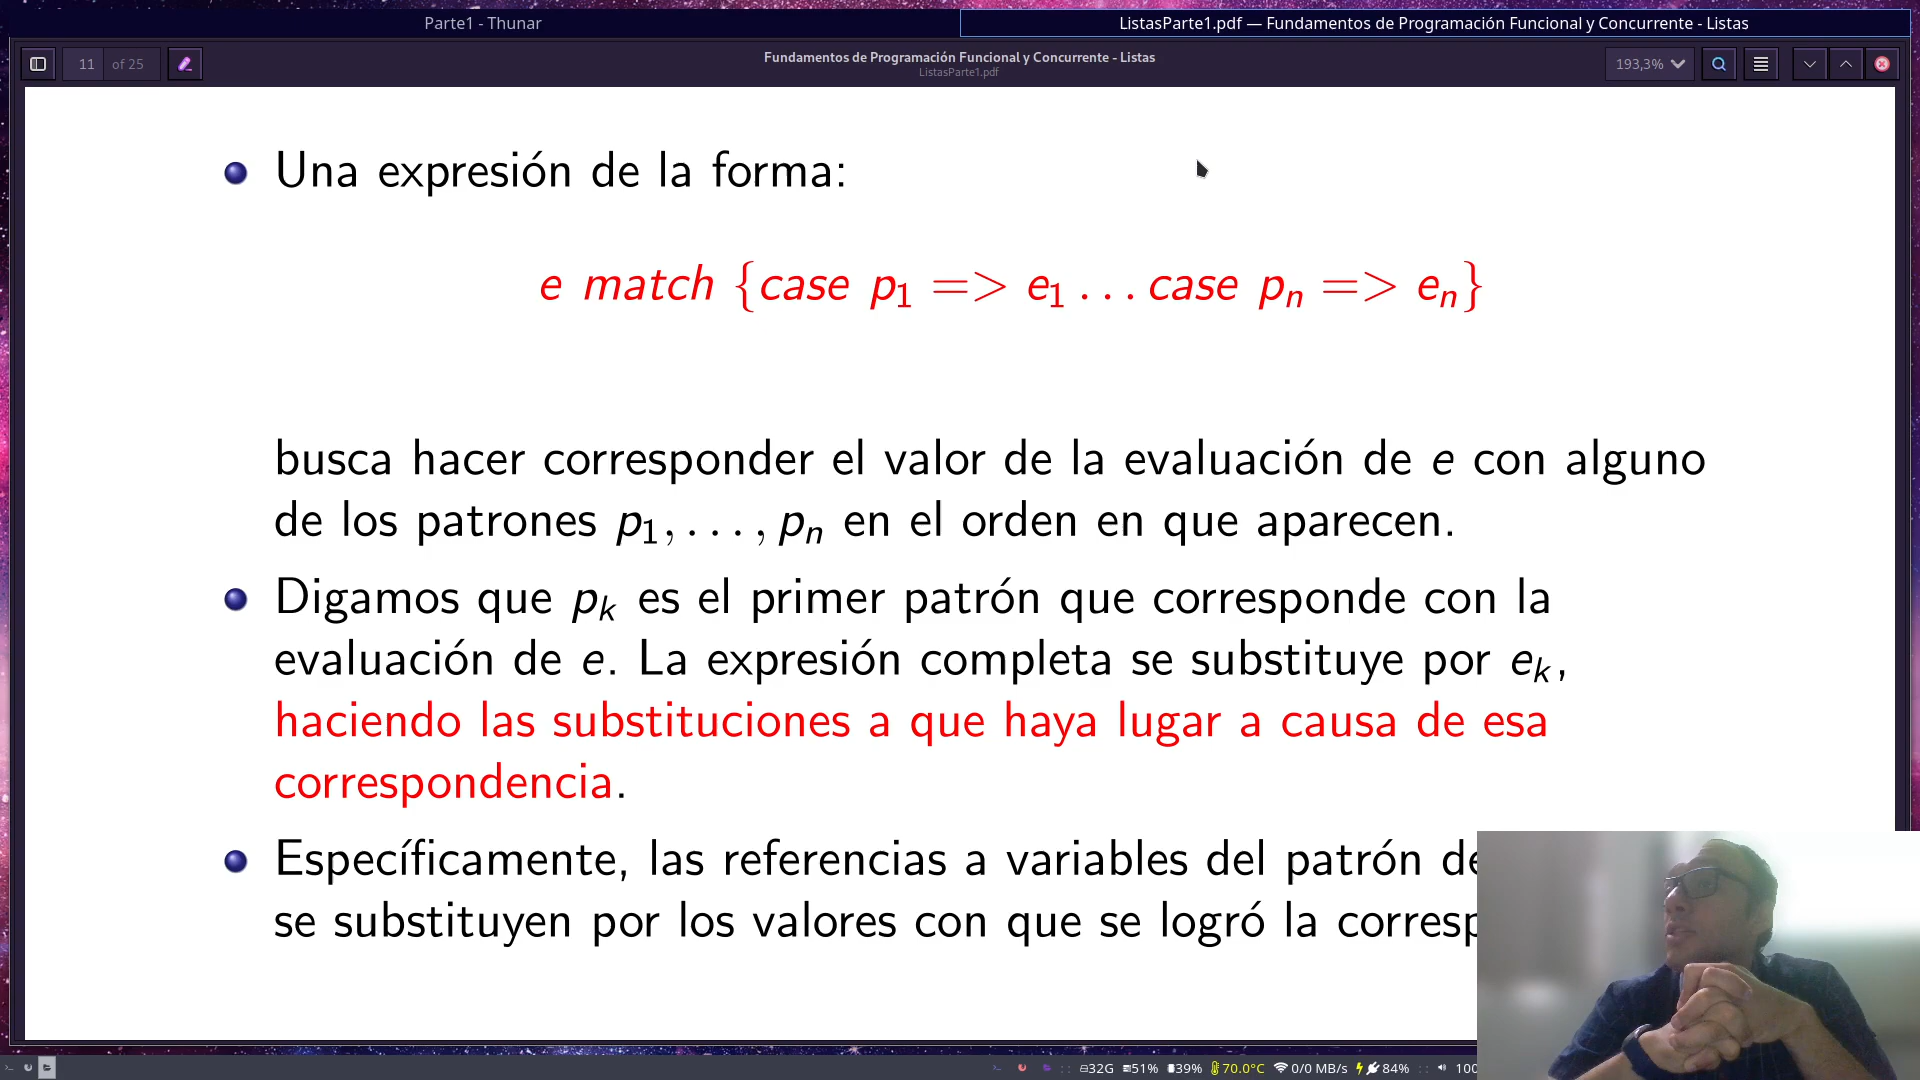 Parte1 - Thunar
ListasParte1.pdf — Fundamentos de Programación Funcional y Concurrente - Listas
11 of 25
Fundamentos de Programación Funcional y Concurrente - Listas
ListasParte1.pdf
193,3%
Una expresión de la forma:
e match {case p₁ => e₁ . . . case pₙ => eₙ}
busca hacer corresponder el valor de la evaluación de e con alguno
de los patrones p₁, . . . , pₙ en el orden en que aparecen.
Digamos que pₖ es el primer patrón que corresponde con la
evaluación de e. La expresión completa se substituye por eₖ,
haciendo las substituciones a que haya lugar a causa de esa
correspondencia.
Específicamente, las referencias a variables del patrón
se substituyen por los valores con que se logró la
32G 51% 39% 70.0°C 0/0 MB/s 84% 100